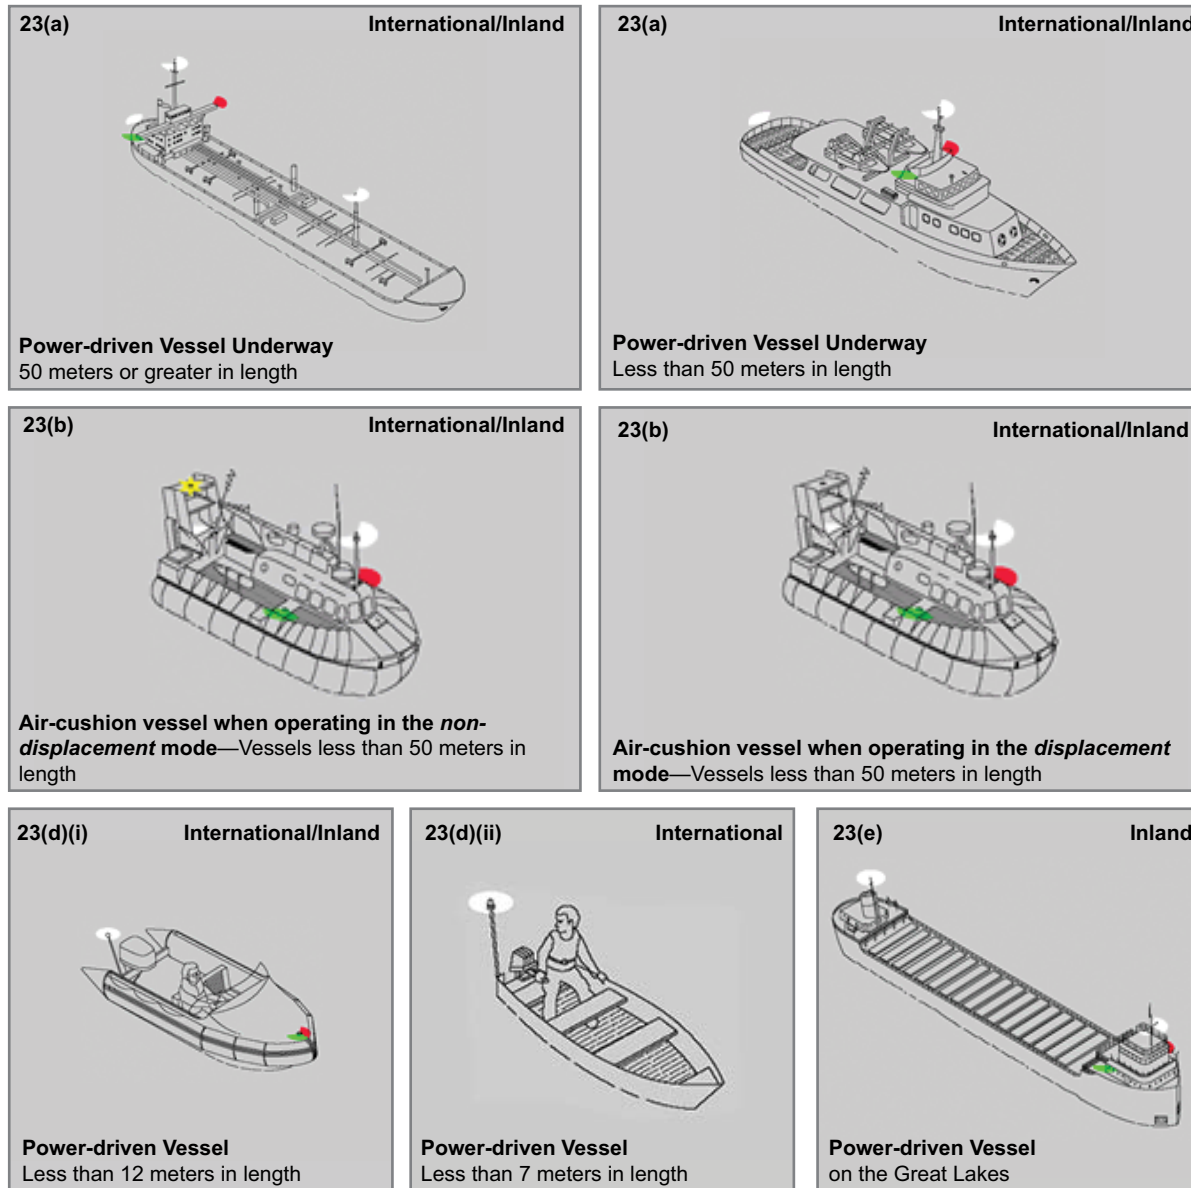 23(a) International/Inland
Power-driven Vessel Underway
50 meters or greater in length
23(a) International/Inland
Power-driven Vessel Underway
Less than 50 meters in length
23(b) International/Inland
Air-cushion vessel when operating in the non-
displacement mode—Vessels less than 50 meters in
length
23(b) International/Inland
Air-cushion vessel when operating in the displacement
mode—Vessels less than 50 meters in length
23(d)(i) International/Inland
Power-driven Vessel
Less than 12 meters in length
23(d)(ii) International
Power-driven Vessel
Less than 7 meters in length
23(e) Inland
Power-driven Vessel
on the Great Lakes